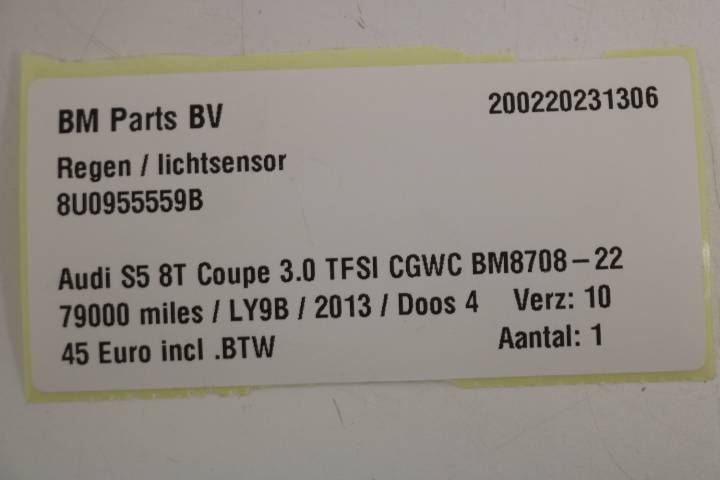 BM Parts BV 200220231306
Regen / lichtsensor
8U0955559B
Audi S5 8T Coupe 3.0 TFSI CGWC BM8708-22
79000 miles / LY9B / 2013 / Doos 4 Verz: 10
45 Euro incl .BTW Aantal: 1